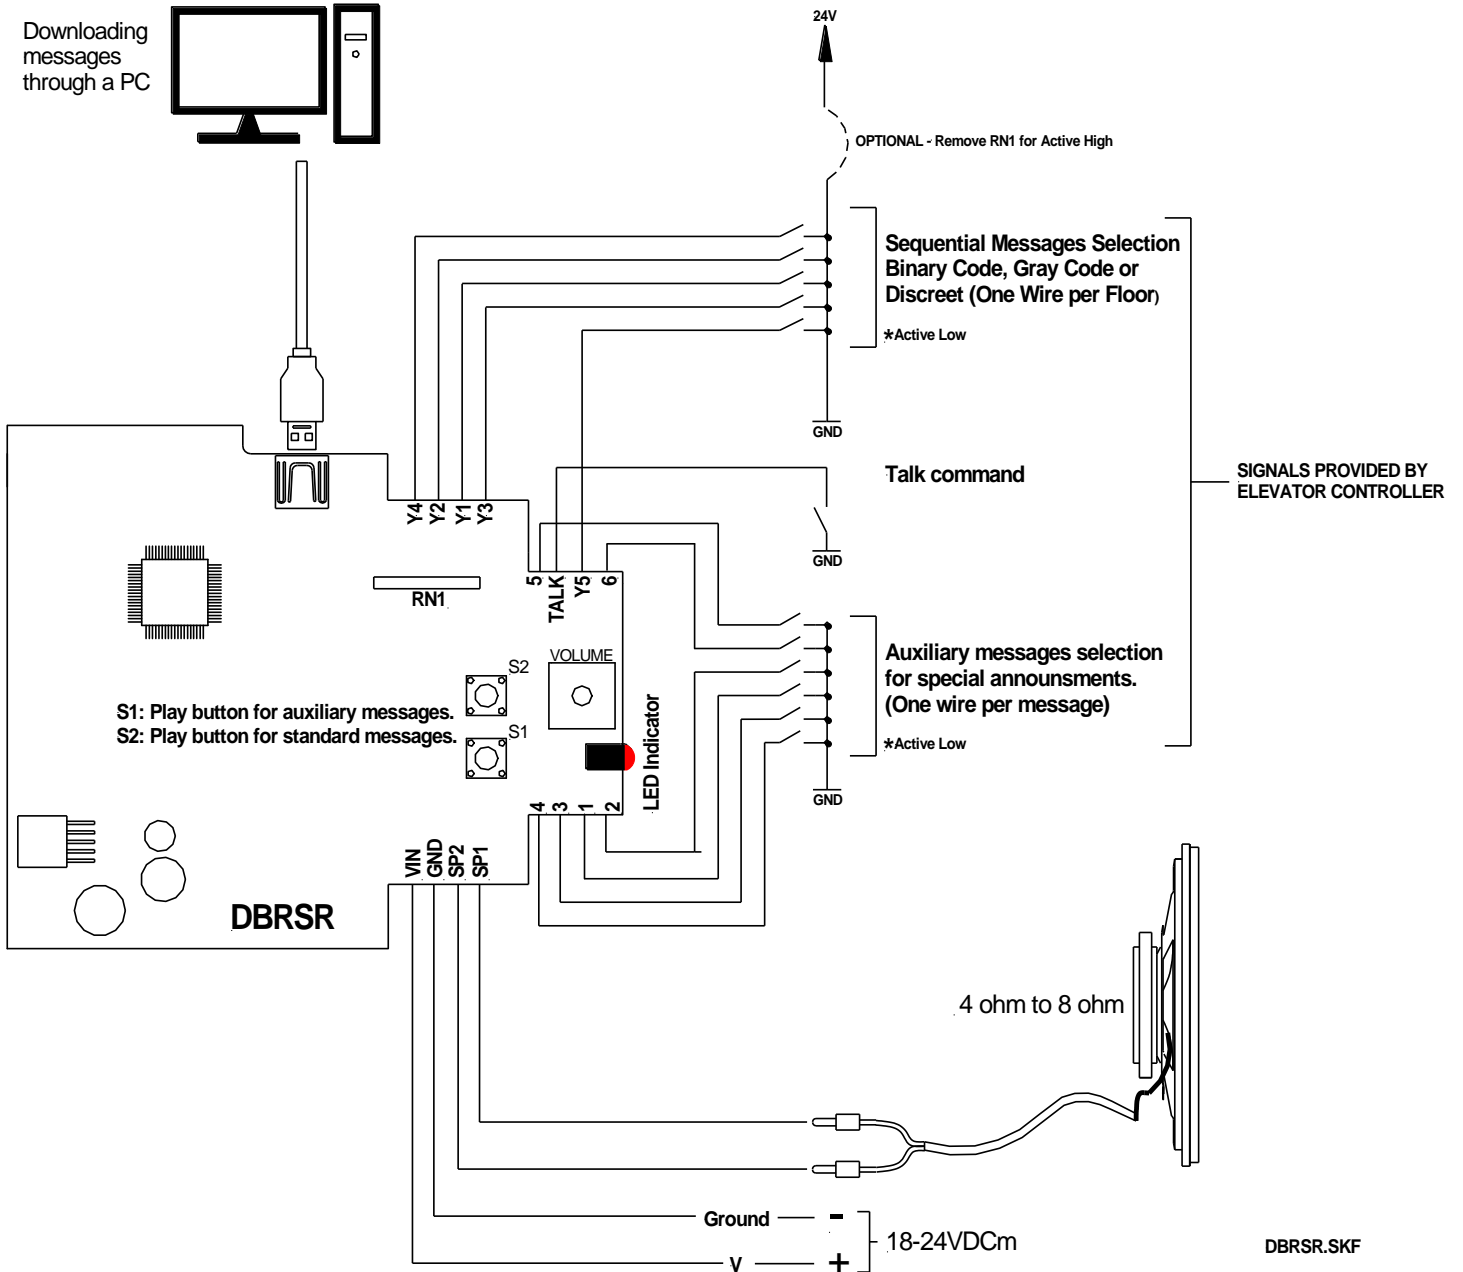 Downloading
messages
through a PC
24V
OPTIONAL - Remove RN1 for Active High
Sequential Messages Selection
Binary Code, Gray Code or
Discreet (One Wire per Floor)
*Active Low
GND
Talk command
GND
SIGNALS PROVIDED BY
ELEVATOR CONTROLLER
Y4
Y2
Y1
Y3
5
TALK
Y5
6
RN1
VOLUME
S2
S1
S1: Play button for auxiliary messages.
S2: Play button for standard messages.
LED Indicator
Auxiliary messages selection
for special announsments.
(One wire per message)
*Active Low
GND
4
3
1
2
VIN
GND
SP2
SP1
DBRSR
4 ohm to 8 ohm
Ground -
18-24VDCm
V +
DBRSR.SKF